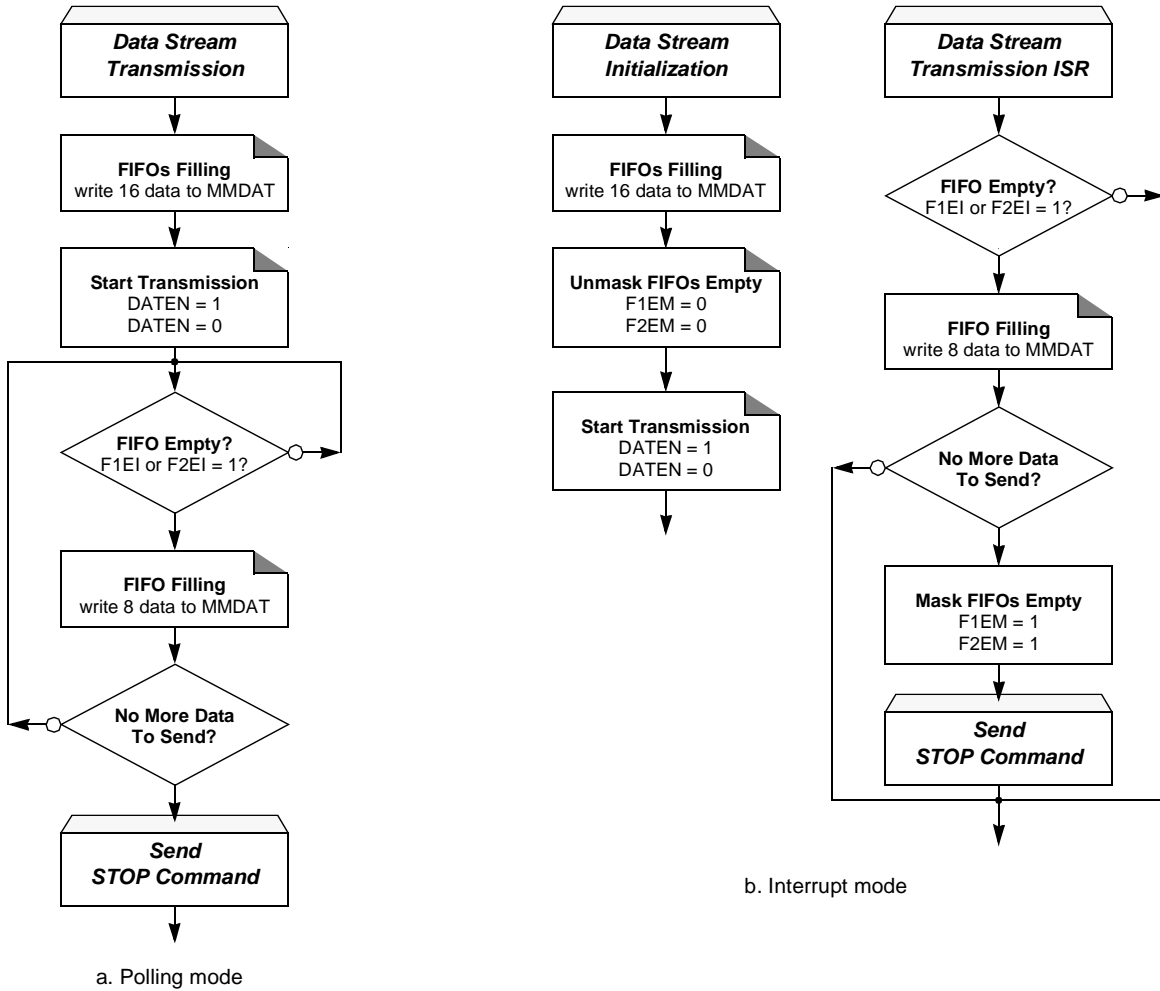 Data Stream
Transmission
FIFOs Filling
write 16 data to MMDAT
Start Transmission
DATEN = 1
DATEN = 0
FIFO Empty?
F1EI or F2EI = 1?
FIFO Filling
write 8 data to MMDAT
No More Data
To Send?
Send
STOP Command
a. Polling mode
Data Stream
Initialization
FIFOs Filling
write 16 data to MMDAT
Unmask FIFOs Empty
F1EM = 0
F2EM = 0
Start Transmission
DATEN = 1
DATEN = 0
Data Stream
Transmission ISR
FIFO Empty?
F1EI or F2EI = 1?
FIFO Filling
write 8 data to MMDAT
No More Data
To Send?
Mask FIFOs Empty
F1EM = 1
F2EM = 1
Send
STOP Command
b. Interrupt mode